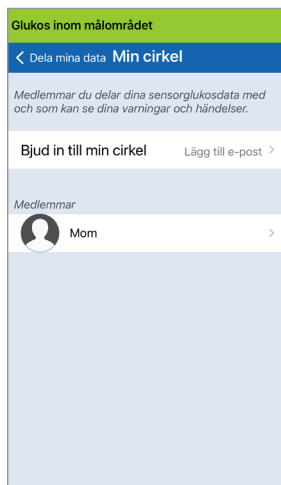 Glukos inom målområdet
Dela mina data Min cirkel
Medlemmar du delar dina sensorglukosdata med
och som kan se dina varningar och händelser.
Bjud in till min cirkel Lägg till e-post
Medlemmar
Mom